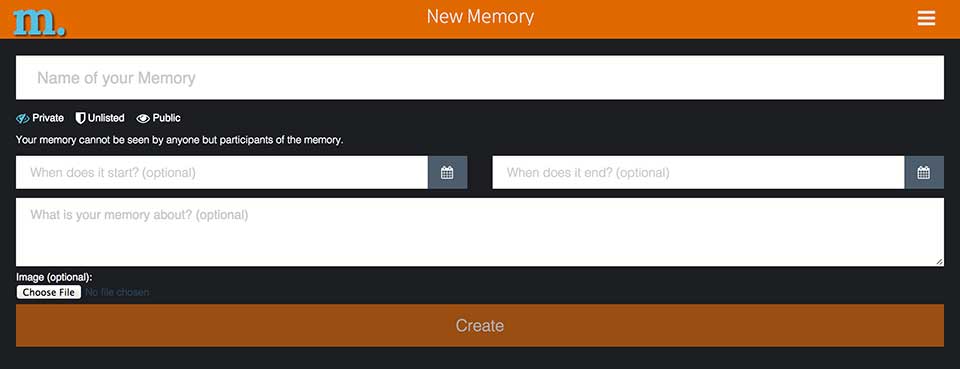 m.
New Memory
Name of your Memory
Private Unlisted Public
Your memory cannot be seen by anyone but participants of the memory.
When does it start? (optional) When does it end? (optional)
What is your memory about? (optional)
Image (optional):
Choose File No file chosen
Create